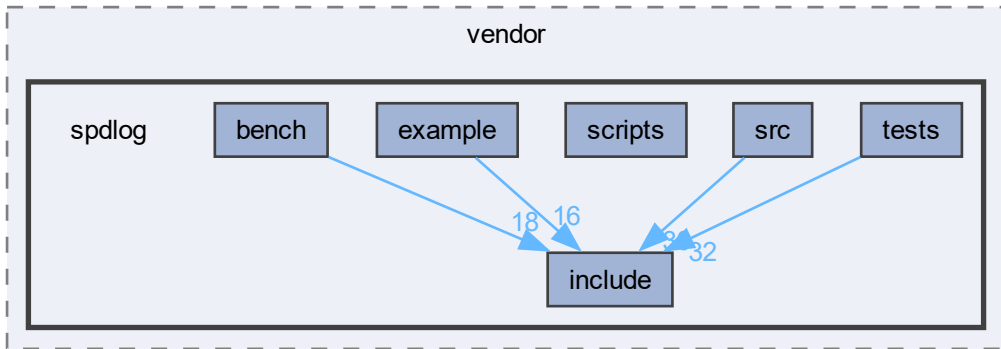 vendor
spdlog
bench
example
scripts
src
tests
18
16
32
include